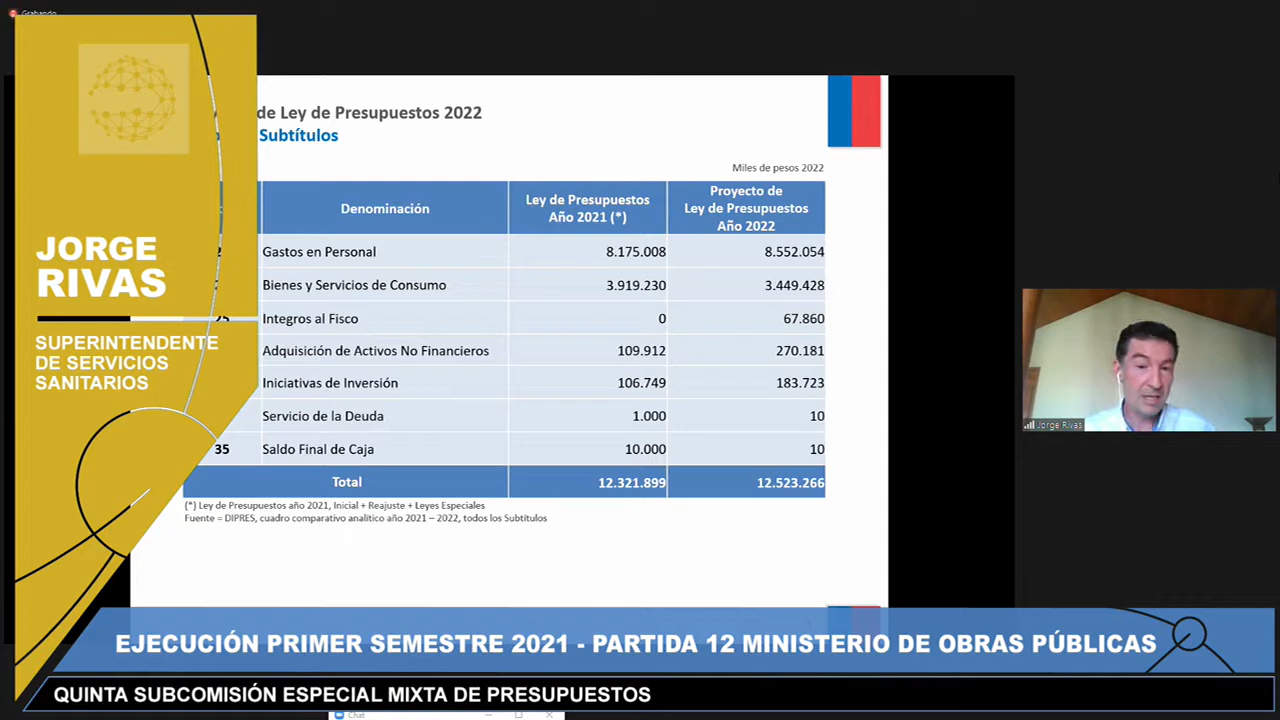 Grabando
de Ley de Presupuestos 2022
Subtítulos
Miles de pesos 2022
Denominación
Ley de Presupuestos
Año 2021 (*)
Proyecto de
Ley de Presupuestos
Año 2022
Gastos en Personal 8.175.008 8.552.054
Bienes y Servicios de Consumo 3.919.230 3.449.428
25 Integros al Fisco 0 67.860
Adquisición de Activos No Financieros 109.912 270.181
Iniciativas de Inversión 106.749 183.723
Servicio de la Deuda 1.000 10
35 Saldo Final de Caja 10.000 10
Total 12.321.899 12.523.266
(*) Ley de Presupuestos año 2021, Inicial + Reajuste + Leyes Especiales
Fuente = DIPRES, cuadro comparativo analítico año 2021 – 2022, todos los Subtítulos
JORGE
RIVAS
SUPERINTENDENTE
DE SERVICIOS
SANITARIOS
Jorge Rivas
EJECUCIÓN PRIMER SEMESTRE 2021 - PARTIDA 12 MINISTERIO DE OBRAS PÚBLICAS
QUINTA SUBCOMISIÓN ESPECIAL MIXTA DE PRESUPUESTOS
Chat